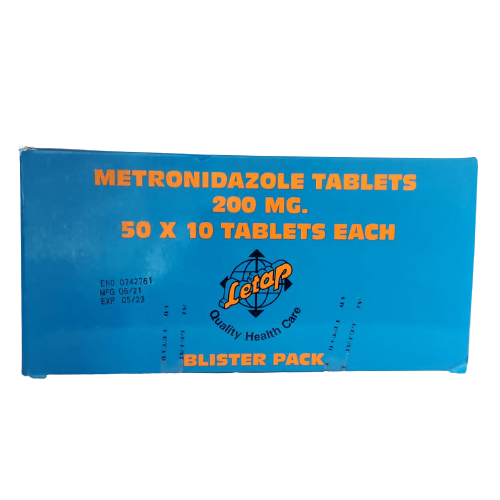 METRONIDAZOLE TABLETS
200 MG.
50 X 10 TABLETS EACH
Letap
Quality Health Care
ENO 0742761
MFG 06/21
EXP 05/23
BLISTER PACK